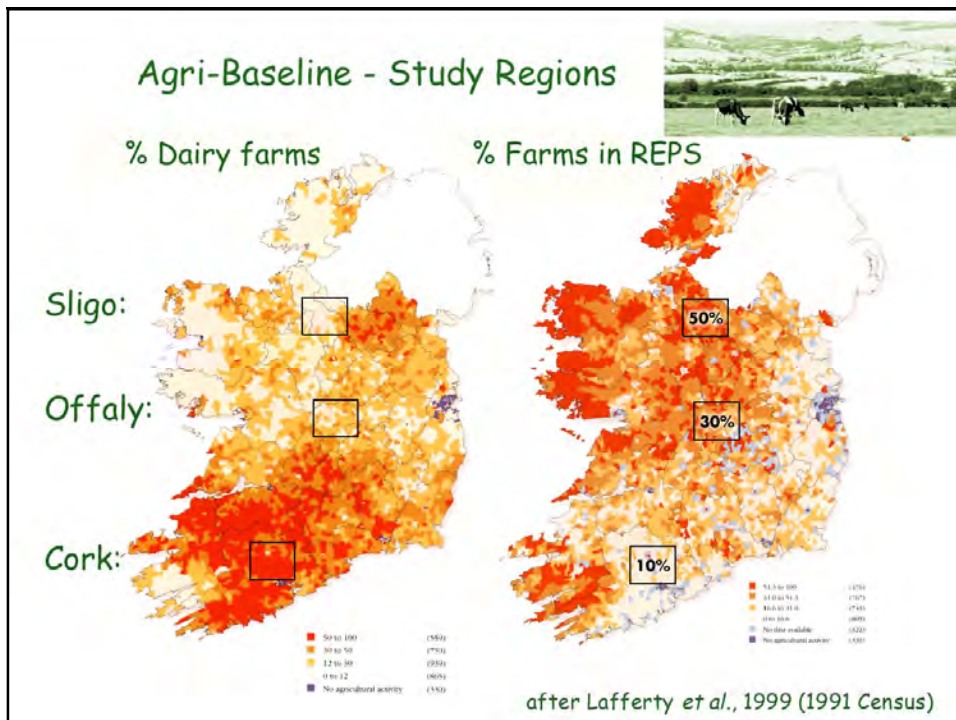 Agri-Baseline - Study Regions
% Dairy farms
% Farms in REPS
Sligo:
50%
Offaly:
30%
Cork:
10%
50 to 100
30 to 50
12 to 30
0 to 12
No agricultural activity
No data available
No agricultural activity
after Lafferty et al., 1999 (1991 Census)